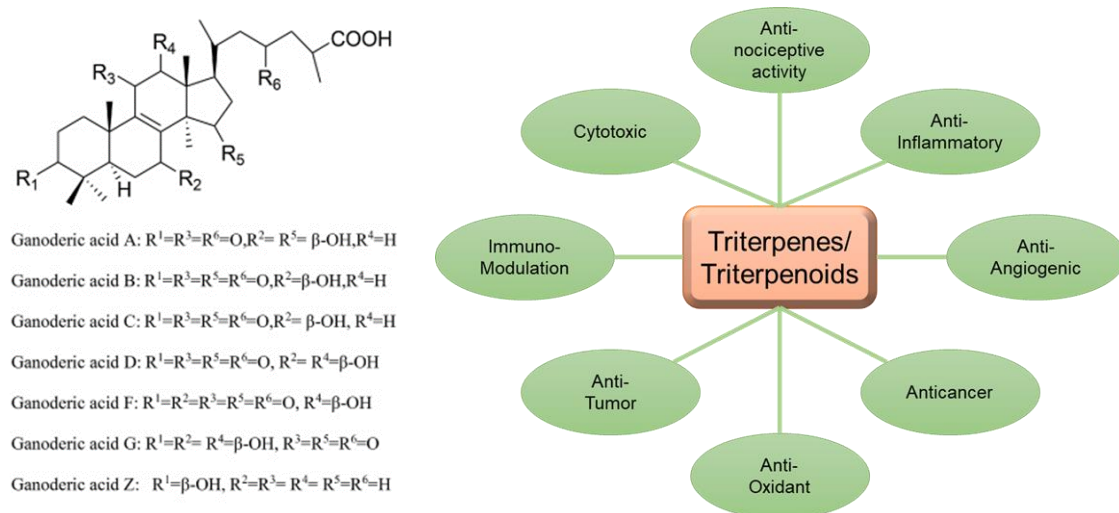 R₄
COOH
R₃
R₆
R₅
R₁
H
R₂
Ganoderic acid A: R¹=R³=R⁶=O,R²= R⁵= β-OH,R⁴=H
Ganoderic acid B: R¹=R³=R⁵=R⁶=O,R²=β-OH,R⁴=H
Ganoderic acid C: R¹=R³=R⁵=R⁶=O,R²= β-OH, R⁴=H
Ganoderic acid D: R¹=R³=R⁵=R⁶=O, R²= R⁴=β-OH
Ganoderic acid F: R¹=R²=R³=R⁵=R⁶=O, R⁴=β-OH
Ganoderic acid G: R¹=R²= R⁴=β-OH, R³=R⁵=R⁶=O
Ganoderic acid Z: R¹=β-OH, R²=R³= R⁴= R⁵=R⁶=H
Anti-
nociceptive
activity
Cytotoxic
Anti-
Inflammatory
Immuno-
Modulation
Triterpenes/
Triterpenoids
Anti-
Angiogenic
Anti-
Tumor
Anticancer
Anti-
Oxidant